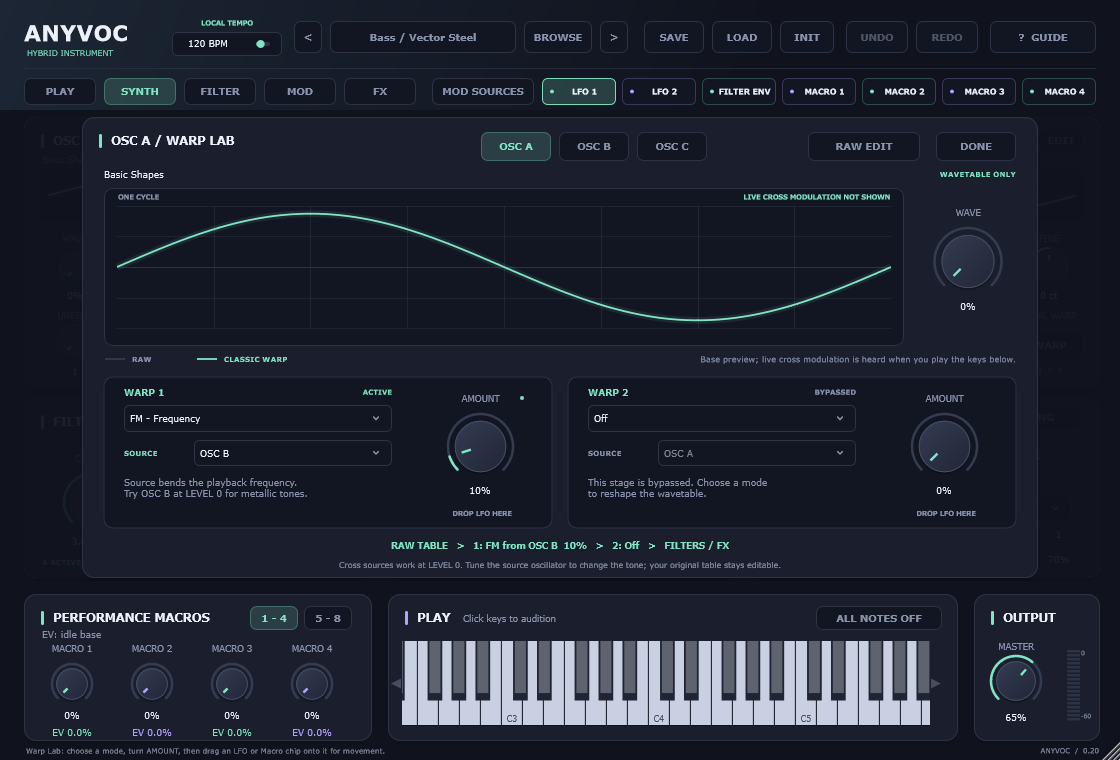 ANYVOC
HYBRID INSTRUMENT
LOCAL TEMPO
120 BPM
<
Bass / Vector Steel
BROWSE
>
SAVE
LOAD
INIT
UNDO
REDO
? GUIDE
PLAY
SYNTH
FILTER
MOD
FX
MOD SOURCES
LFO 1
LFO 2
FILTER ENV
MACRO 1
MACRO 2
MACRO 3
MACRO 4
OSC A / WARP LAB
OSC A
OSC B
OSC C
RAW EDIT
DONE
Basic Shapes
WAVETABLE ONLY
ONE CYCLE
LIVE CROSS MODULATION NOT SHOWN
WAVE
0%
RAW
CLASSIC WARP
Base preview; live cross modulation is heard when you play the keys below.
WARP 1
ACTIVE
FM - Frequency
SOURCE
OSC B
Source bends the playback frequency.
Try OSC B at LEVEL 0 for metallic tones.
AMOUNT
10%
DROP LFO HERE
WARP 2
BYPASSED
Off
SOURCE
OSC A
This stage is bypassed. Choose a mode
to reshape the wavetable.
AMOUNT
0%
DROP LFO HERE
RAW TABLE > 1: FM from OSC B 10% > 2: Off > FILTERS / FX
Cross sources work at LEVEL 0. Tune the source oscillator to change the tone; your original table stays editable.
PERFORMANCE MACROS
1 - 4
5 - 8
EV: idle base
MACRO 1
MACRO 2
MACRO 3
MACRO 4
0%
0%
0%
0%
EV 0.0%
EV 0.0%
EV 0.0%
EV 0.0%
PLAY
Click keys to audition
ALL NOTES OFF
C3
C4
C5
OUTPUT
MASTER
65%
0
-60
Warp Lab: choose a mode, turn AMOUNT, then drag an LFO or Macro chip onto it for movement.
ANYVOC / 0.20